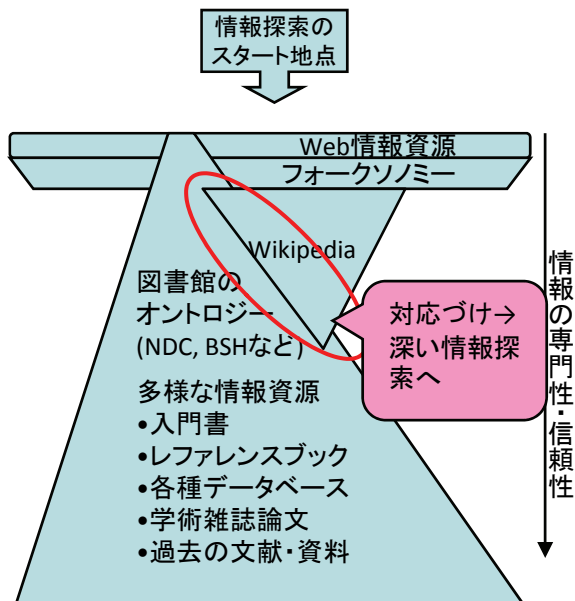 情報探索の
スタート地点
Web情報資源
フォークソノミー
Wikipedia
図書館の
オントロジー
(NDC, BSHなど)
対応づけ→
深い情報探
索へ
多様な情報資源
•入門書
•レファレンスブック
•各種データベース
•学術雑誌論文
•過去の文献・資料
情報の専門性・信頼性